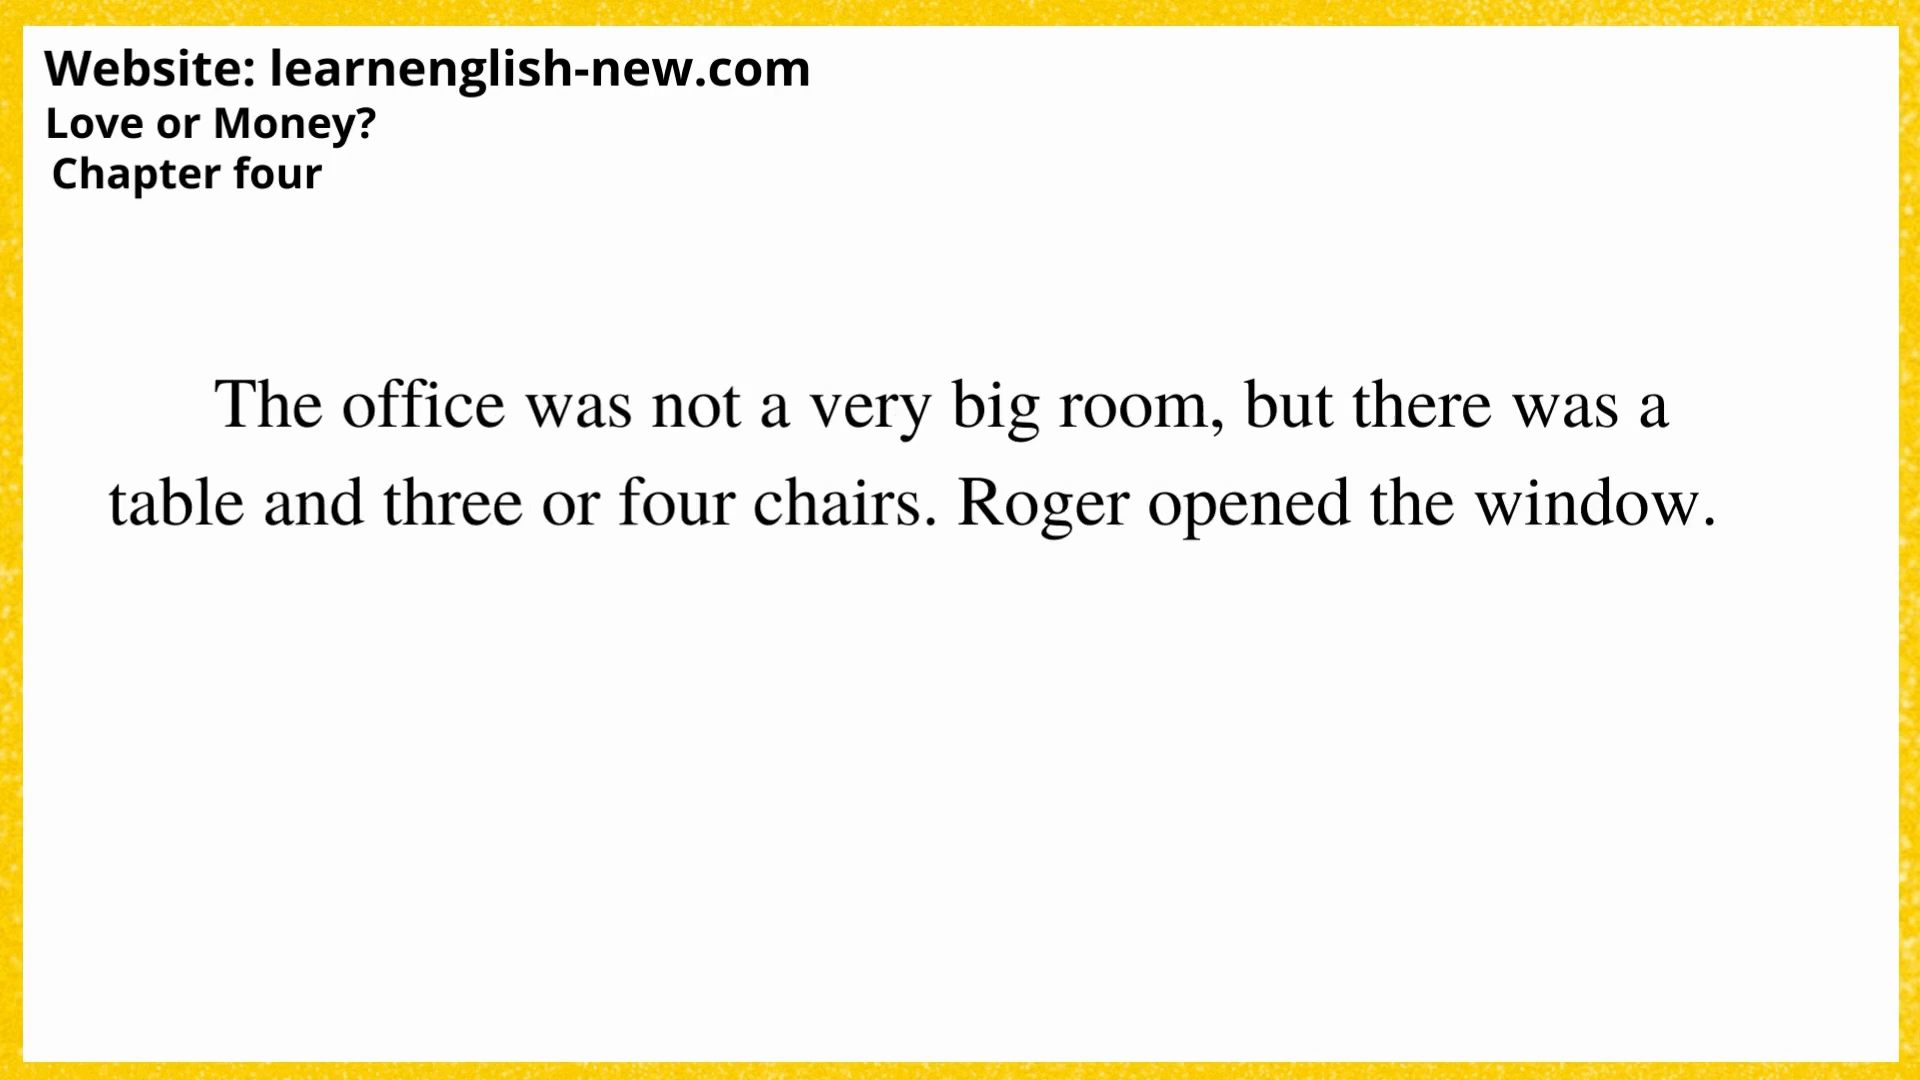 Website: learnenglish-new.com
Love or Money?
Chapter four
The office was not a very big room, but there was a
table and three or four chairs. Roger opened the window.